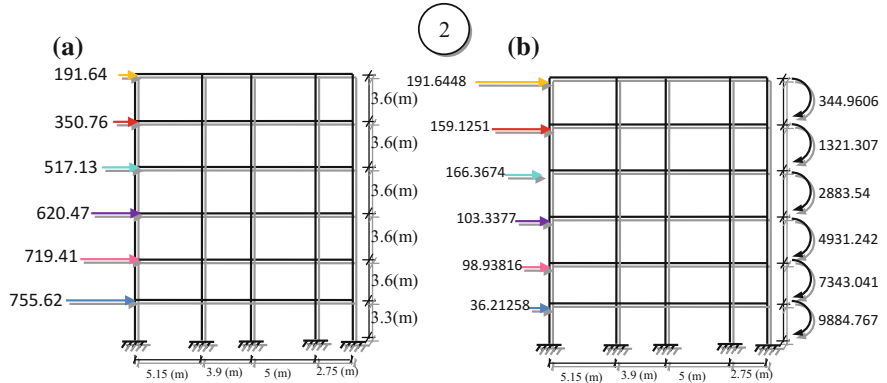 2
(a)
191.64
350.76
517.13
620.47
719.41
755.62
3.6(m)
3.6(m)
3.6(m)
3.6(m)
3.6(m)
3.3(m)
5.15 (m)
3.9 (m)
5 (m)
2.75 (m)
(b)
191.6448
159.1251
166.3674
103.3377
98.93816
36.21258
344.9606
1321.307
2883.54
4931.242
7343.041
9884.767
5.15 (m)
3.9 (m)
5 (m)
2.75 (m)